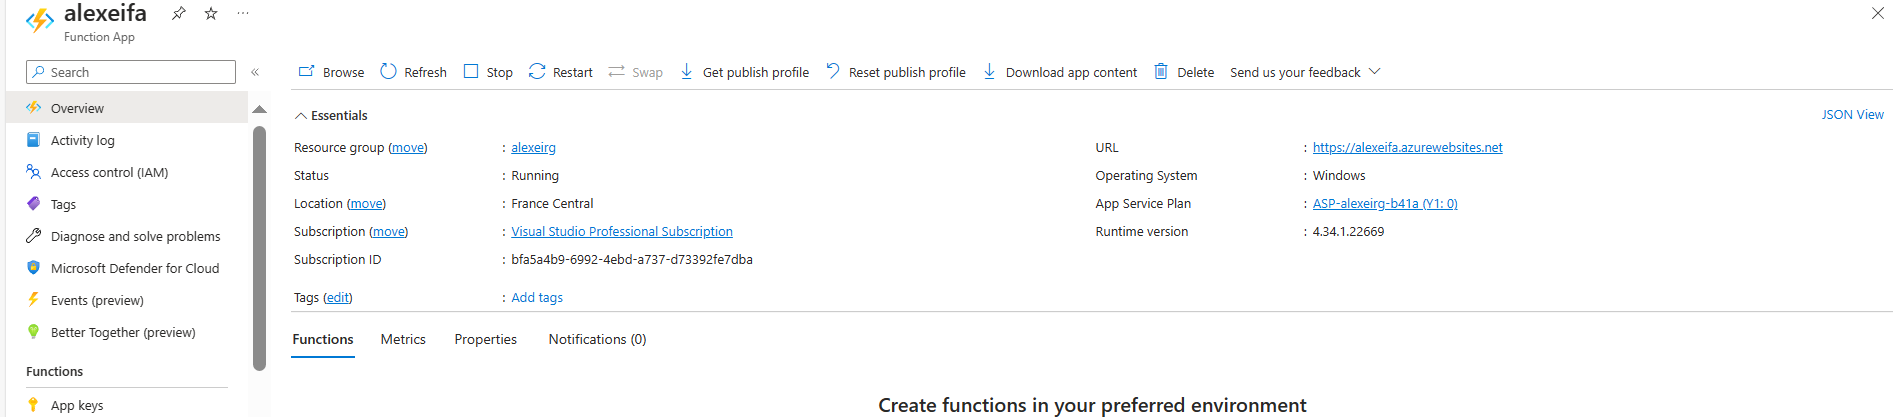 alexeifa
Function App
Search
Overview
Activity log
Access control (IAM)
Tags
Diagnose and solve problems
Microsoft Defender for Cloud
Events (preview)
Better Together (preview)
Functions
App keys
Browse Refresh Stop Restart Swap Get publish profile Reset publish profile Download app content Delete Send us your feedback
Essentials
JSON View
Resource group (move) : alexeirg
Status : Running
Location (move) : France Central
Subscription (move) : Visual Studio Professional Subscription
Subscription ID : bfa5a4b9-6992-4ebd-a737-d73392fe7dba
Tags (edit) : Add tags
URL : https://alexeifa.azurewebsites.net
Operating System : Windows
App Service Plan : ASP-alexeirg-b41a (Y1: 0)
Runtime version : 4.34.1.22669
Functions Metrics Properties Notifications (0)
Create functions in your preferred environment